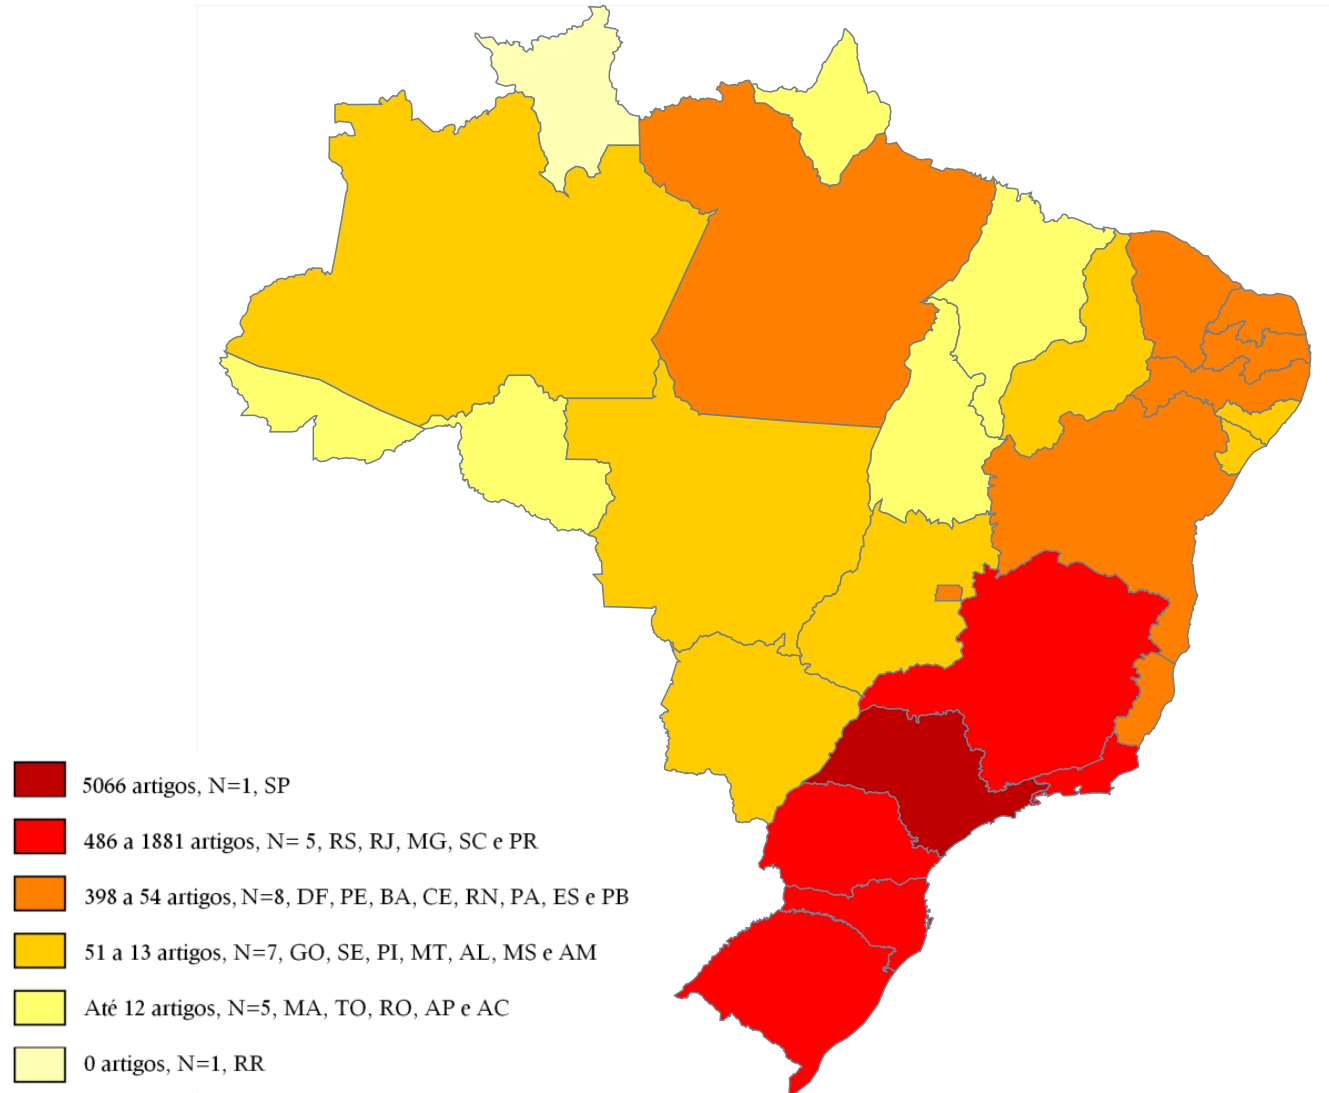 5066 artigos, N=1, SP
486 a 1881 artigos, N= 5, RS, RJ, MG, SC e PR
398 a 54 artigos, N=8, DF, PE, BA, CE, RN, PA, ES e PB
51 a 13 artigos, N=7, GO, SE, PI, MT, AL, MS e AM
Até 12 artigos, N=5, MA, TO, RO, AP e AC
0 artigos, N=1, RR